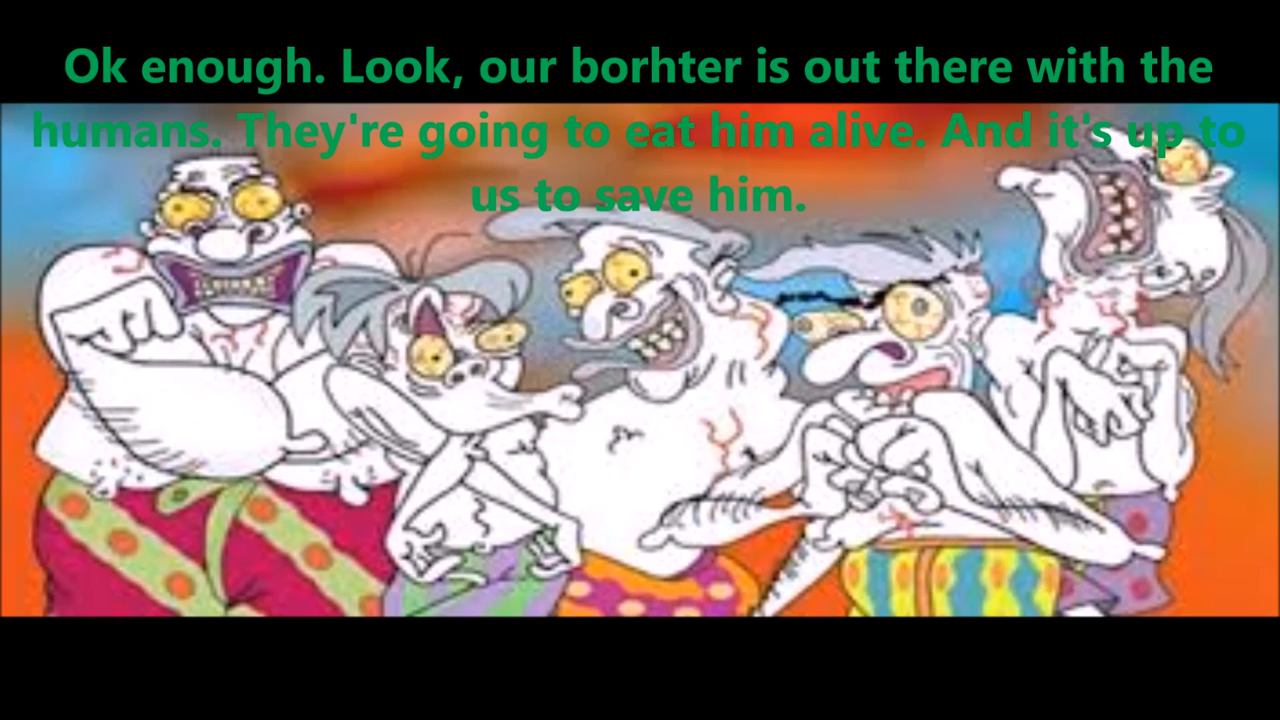 Ok enough. Look, our borhter is out there with the
humans. They're going to eat him alive. And it's up to
us to save him.